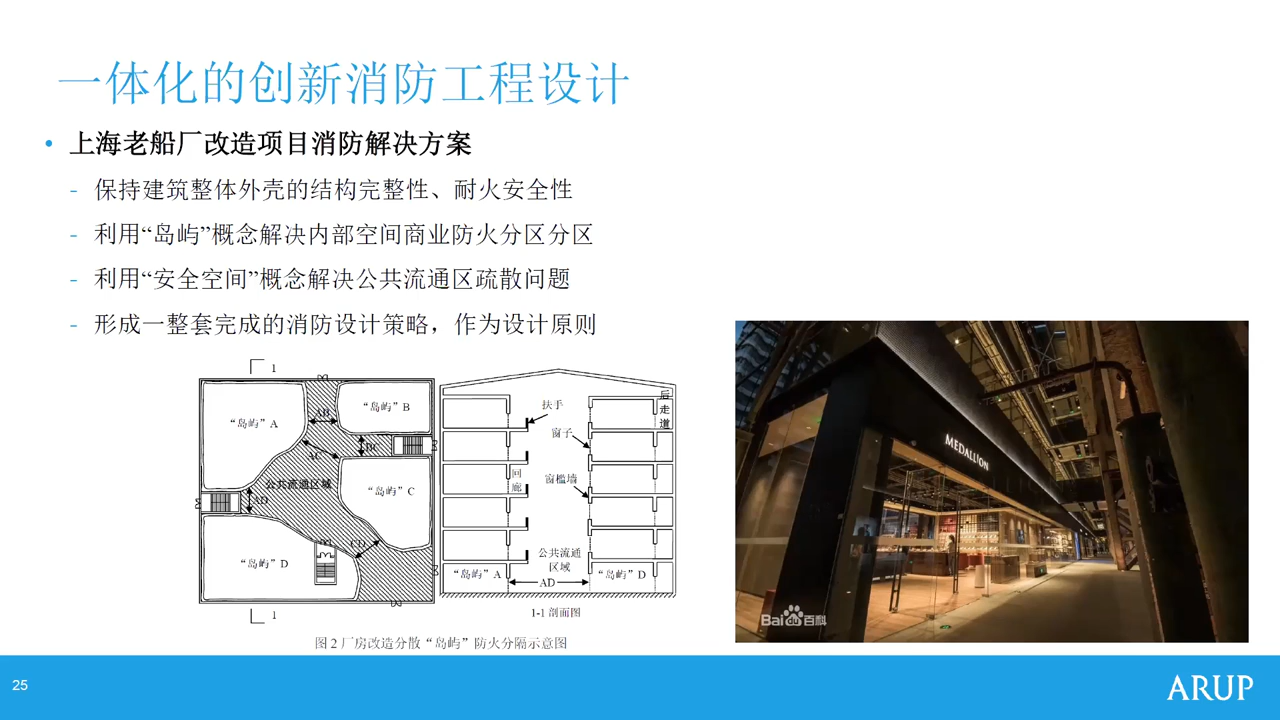 一体化的创新消防工程设计
• 上海老船厂改造项目消防解决方案
- 保持建筑整体外壳的结构完整性、耐火安全性
- 利用“岛屿”概念解决内部空间商业防火分区分区
- 利用“安全空间”概念解决公共流通区疏散问题
- 形成一整套完成的消防设计策略，作为设计原则
1
“岛屿”A
AB
“岛屿”B
AC
BC
公共流通区域
AD
“岛屿”C
CD
“岛屿”D
1
扶手
后走道
窗子
回廊
窗槛墙
公共流通
区域
“岛屿”A
AD
“岛屿”D
1-1 剖面图
图 2 厂房改造分散“岛屿”防火分隔示意图
MEDALLION
Baidu百科
25
ARUP